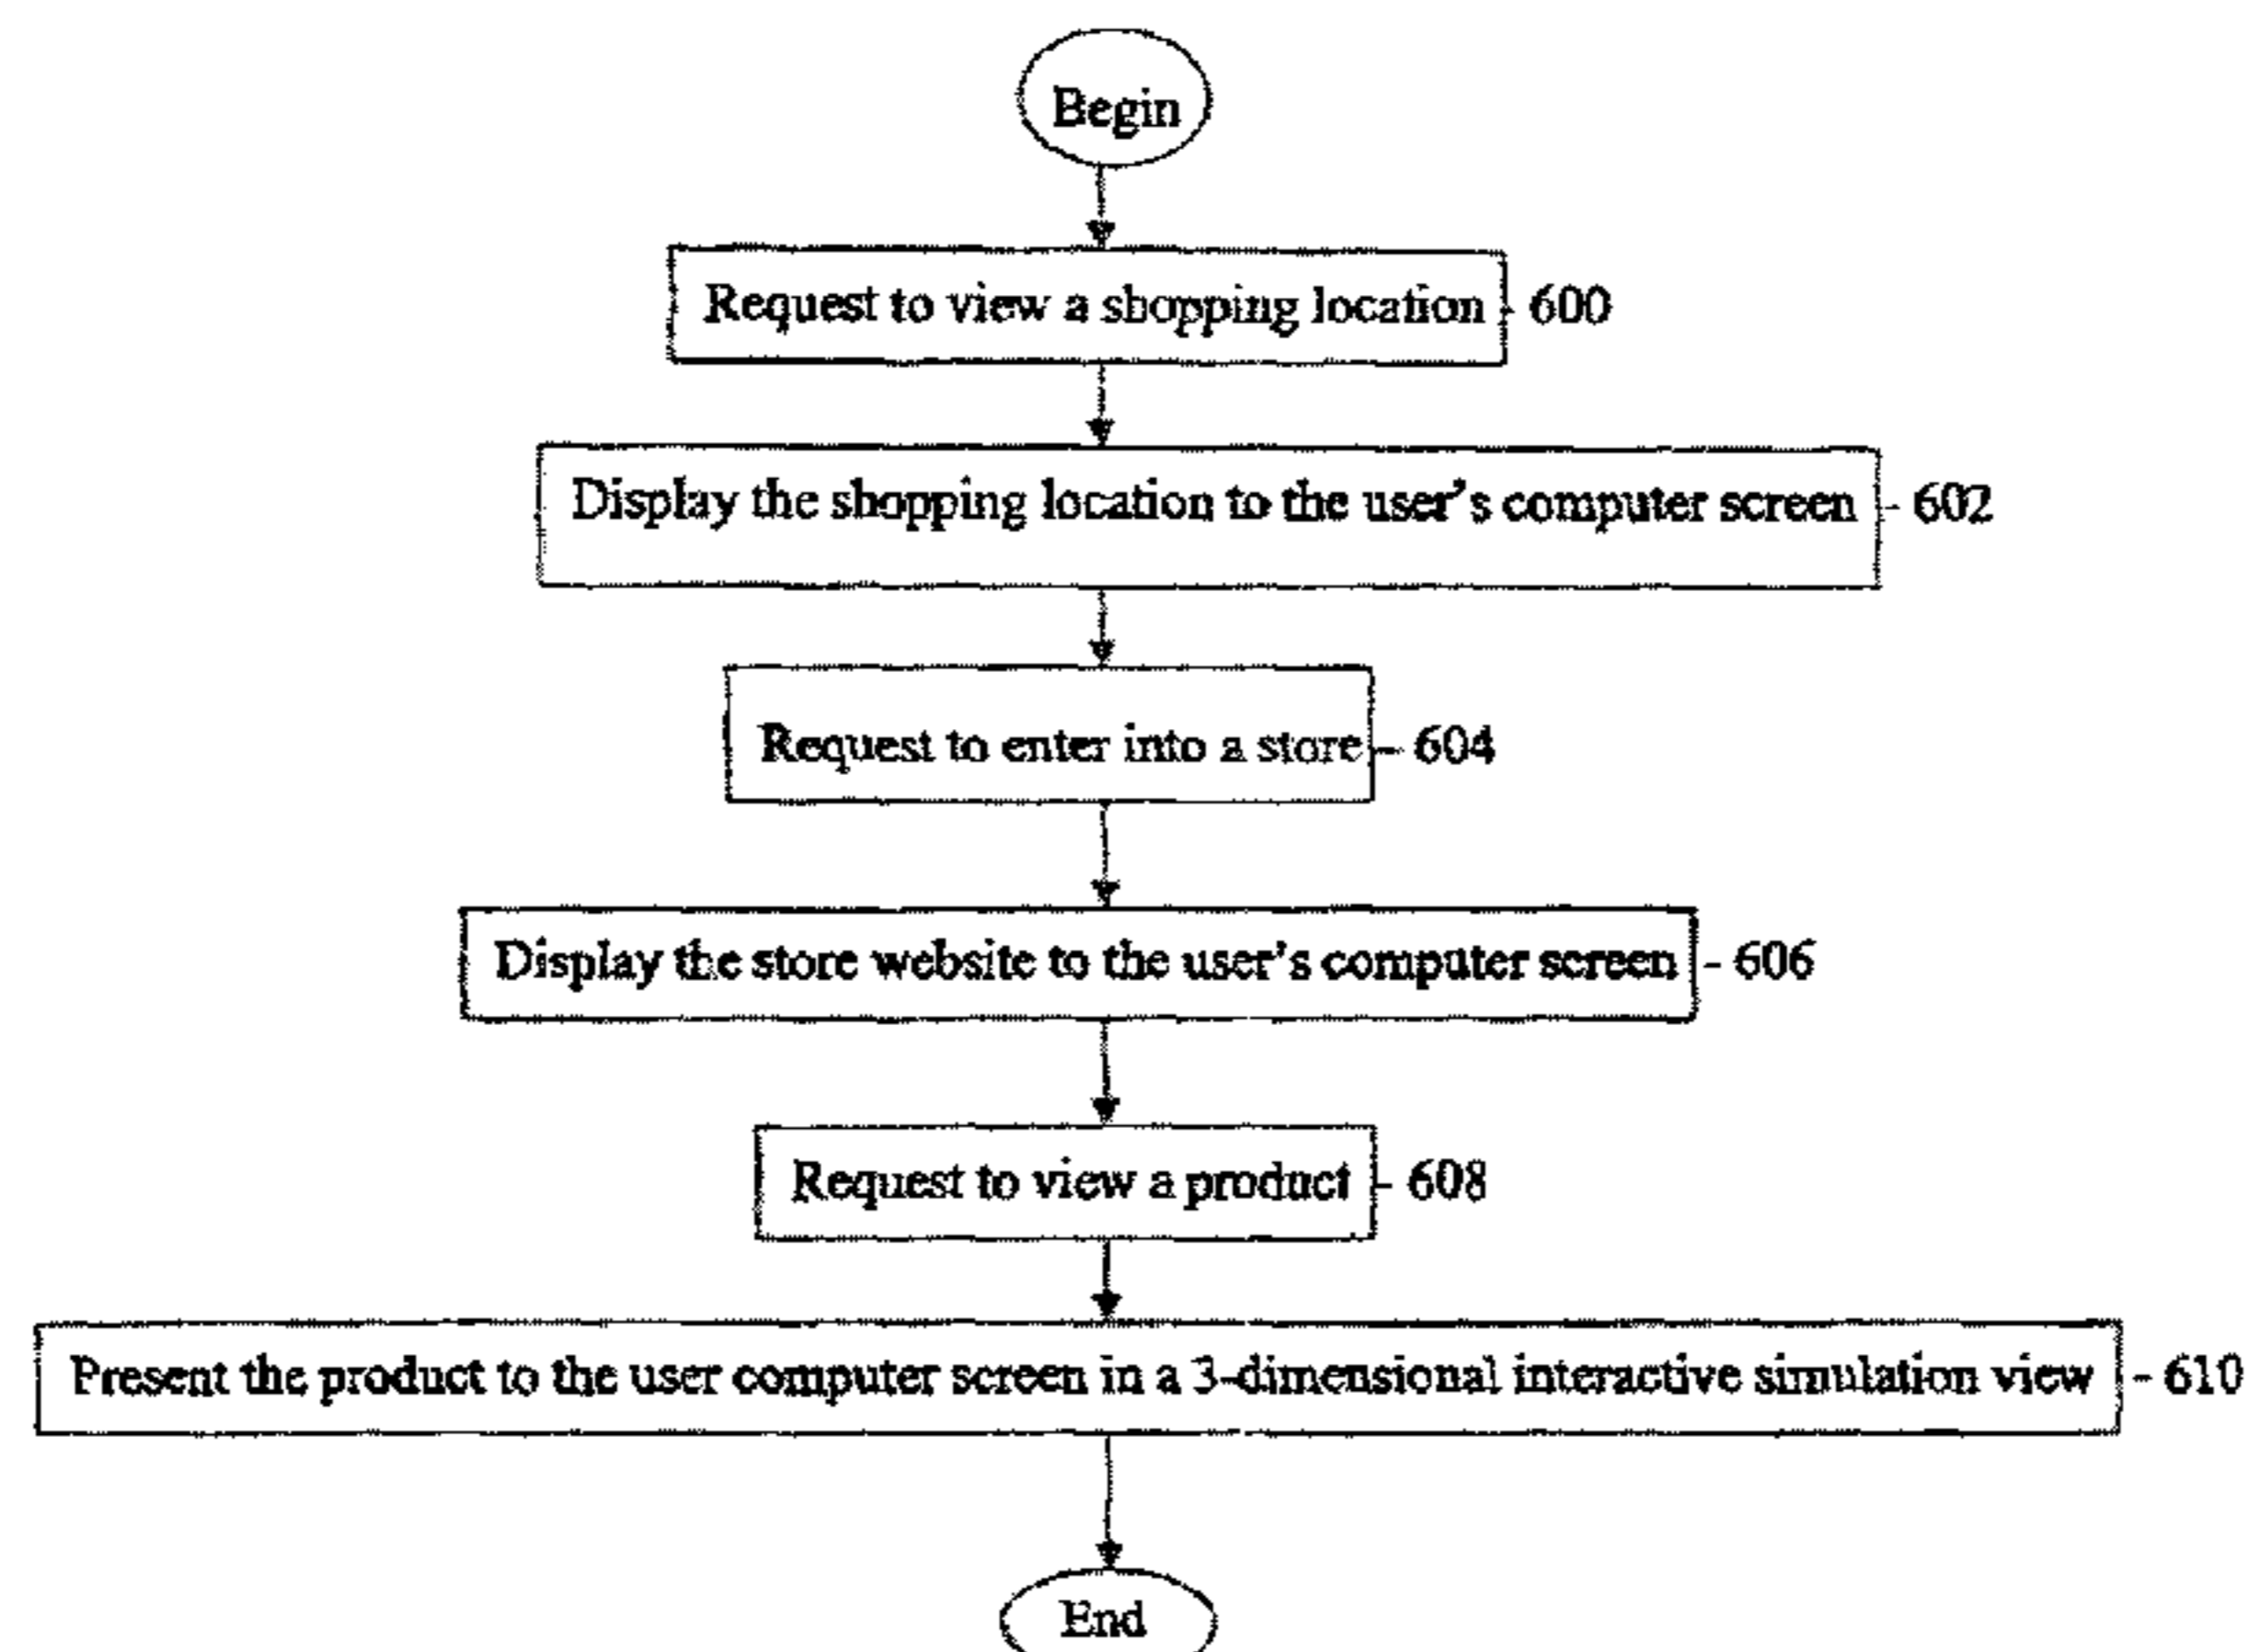 Begin
Request to view a shopping location - 600
Display the shopping location to the user's computer screen - 602
Request to enter into a store - 604
Display the store website to the user's computer screen - 606
Request to view a product - 608
Present the product to the user computer screen in a 3-dimensional interactive simulation view - 610
End